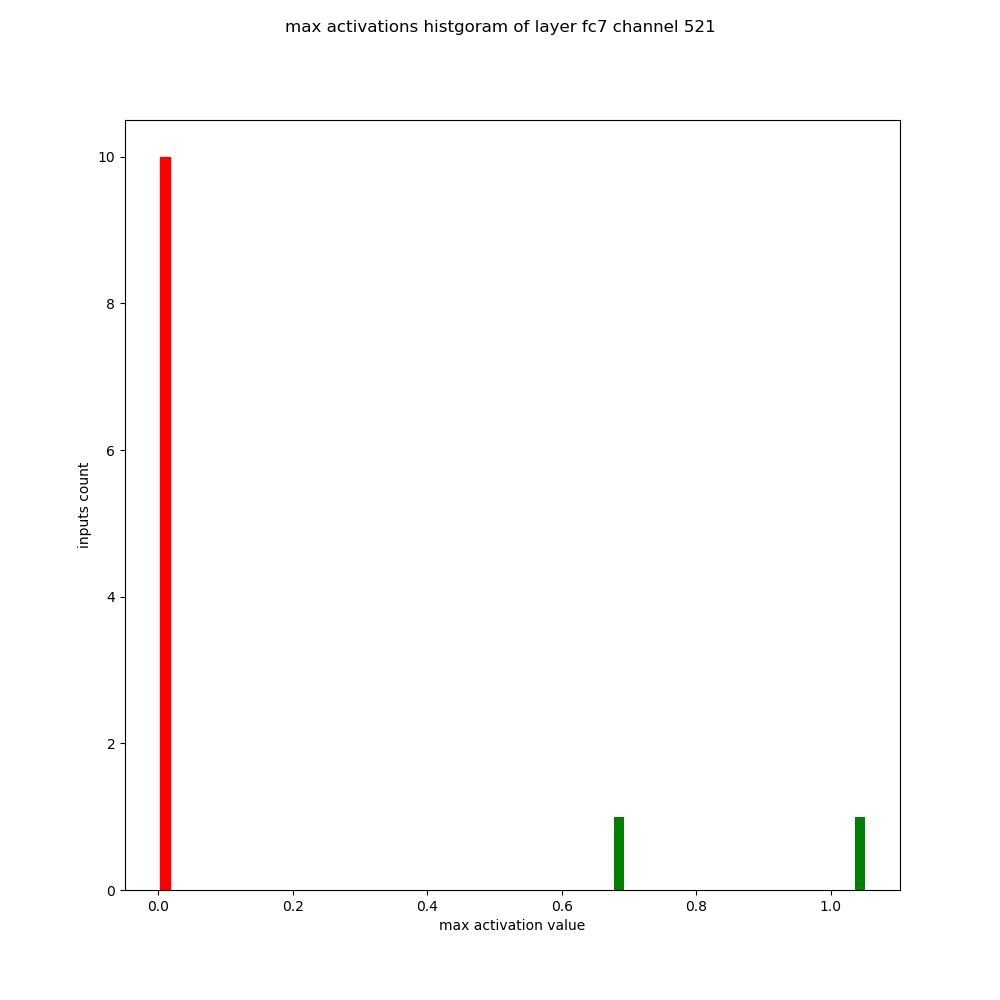 max activations histgoram of layer fc7 channel 521
10
8
6
4
2
0
inputs count
0.0 0.2 0.4 0.6 0.8 1.0
max activation value